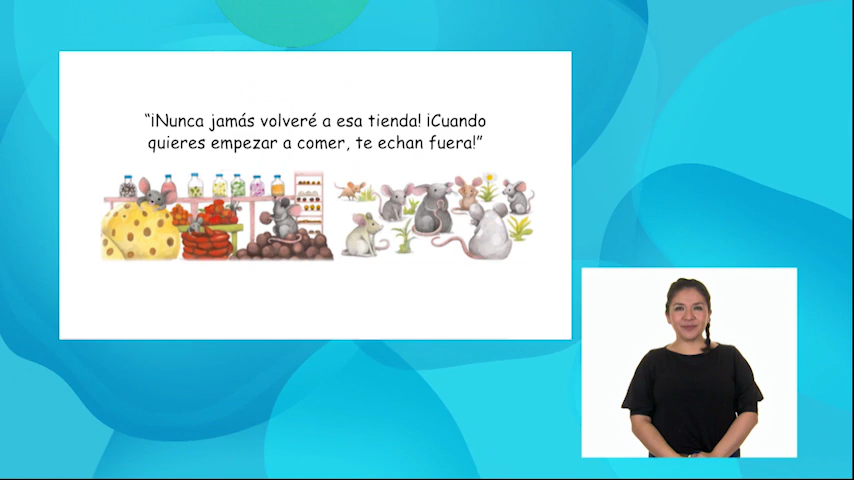 “¡Nunca jamás volveré a esa tienda! ¡Cuando
quieres empezar a comer, te echan fuera!”